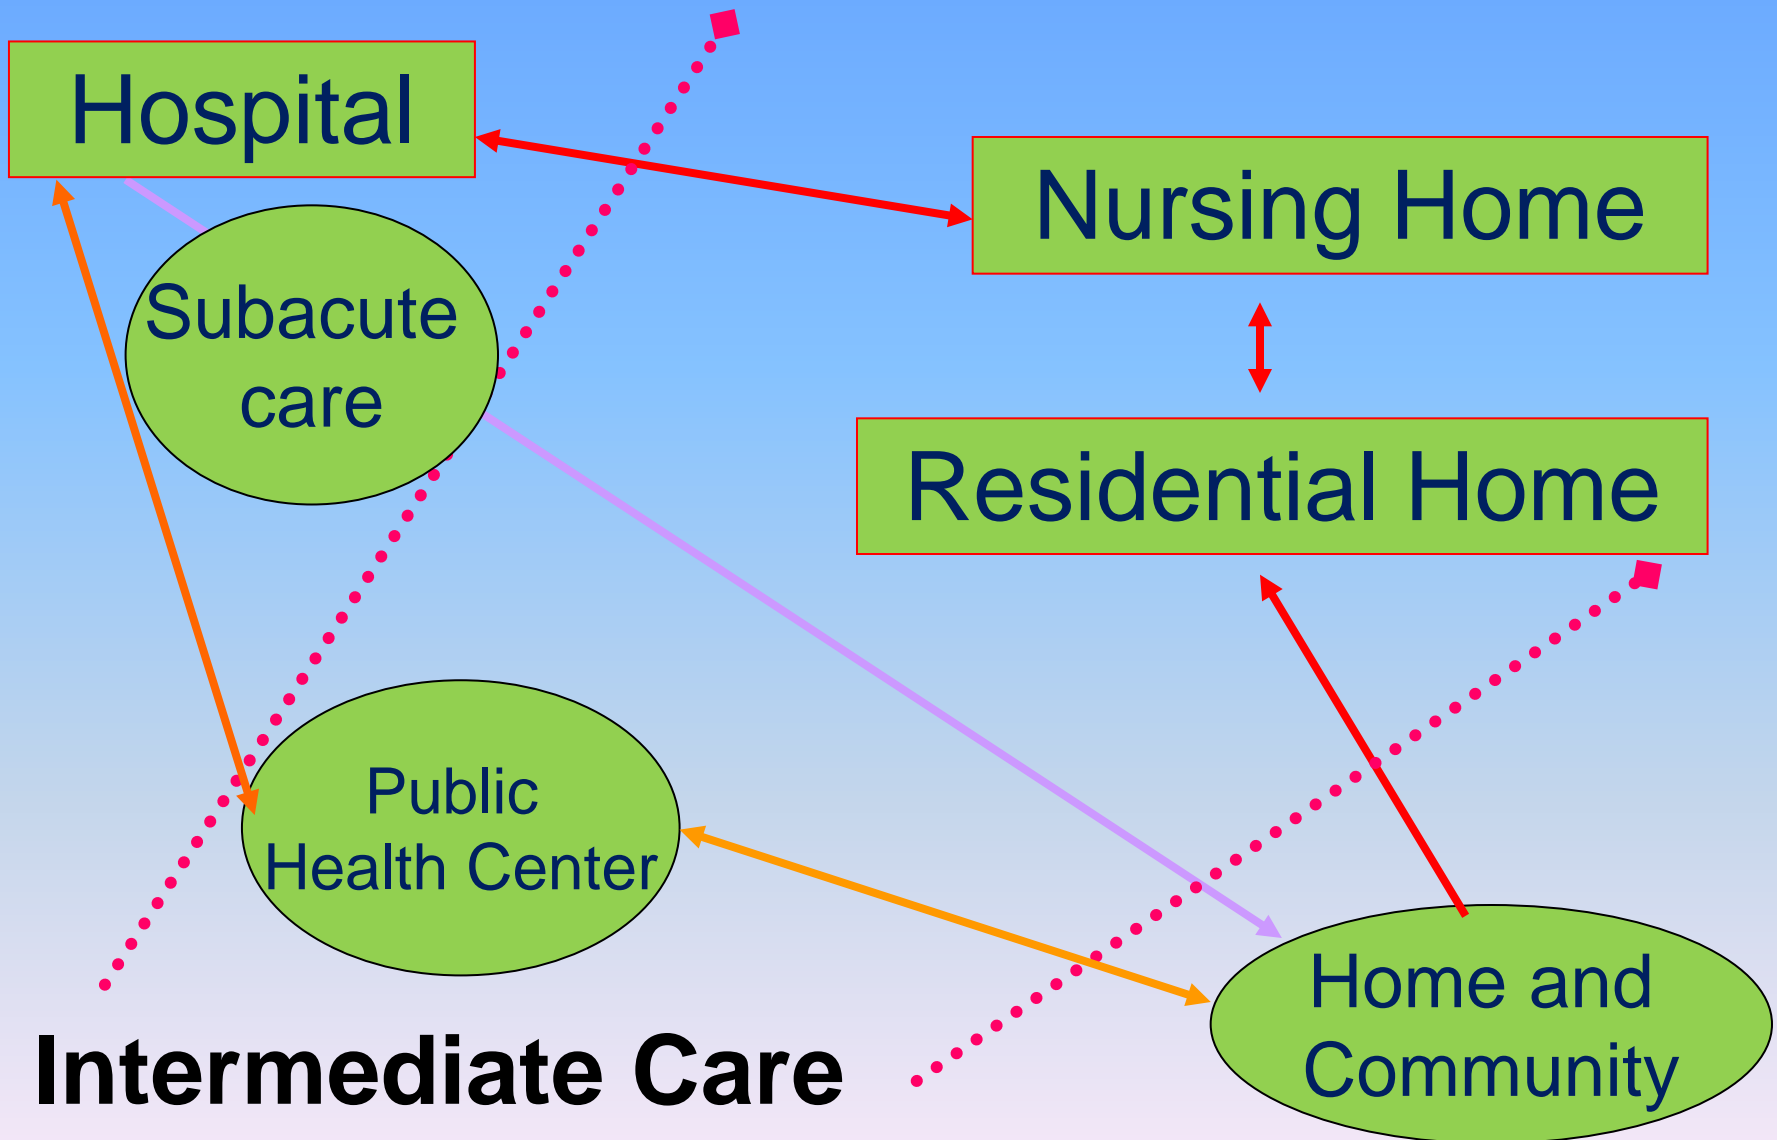 Hospital
Nursing Home
Subacute
care
Residential Home
Public
Health Center
Home and
Community
Intermediate Care